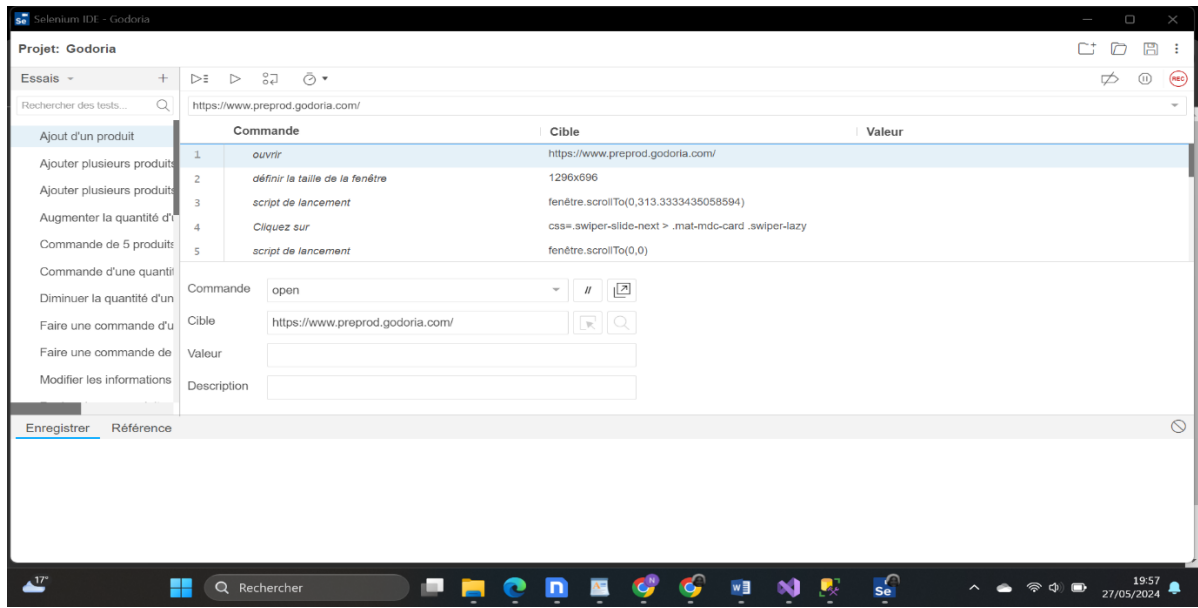 Selenium IDE - Godoria
Projet: Godoria
Essais
Rechercher des tests...
https://www.preprod.godoria.com/
Commande Cible Valeur
Ajout d'un produit
Ajouter plusieurs produits
Ajouter plusieurs produits
Augmenter la quantité d'u
Commande de 5 produits
Commande d'une quantit
Diminuer la quantité d'un
Faire une commande d'u
Faire une commande de
Modifier les informations
1 ouvrir https://www.preprod.godoria.com/
2 définir la taille de la fenêtre 1296x696
3 script de lancement fenêtre.scrollTo(0,313.3333435058594)
4 Cliquez sur css=.swiper-slide-next > .mat-mdc-card .swiper-lazy
5 script de lancement fenêtre.scrollTo(0,0)
Commande open //
Cible https://www.preprod.godoria.com/
Valeur
Description
REC
Enregistrer Référence
17°
Rechercher
Se
19:57
27/05/2024